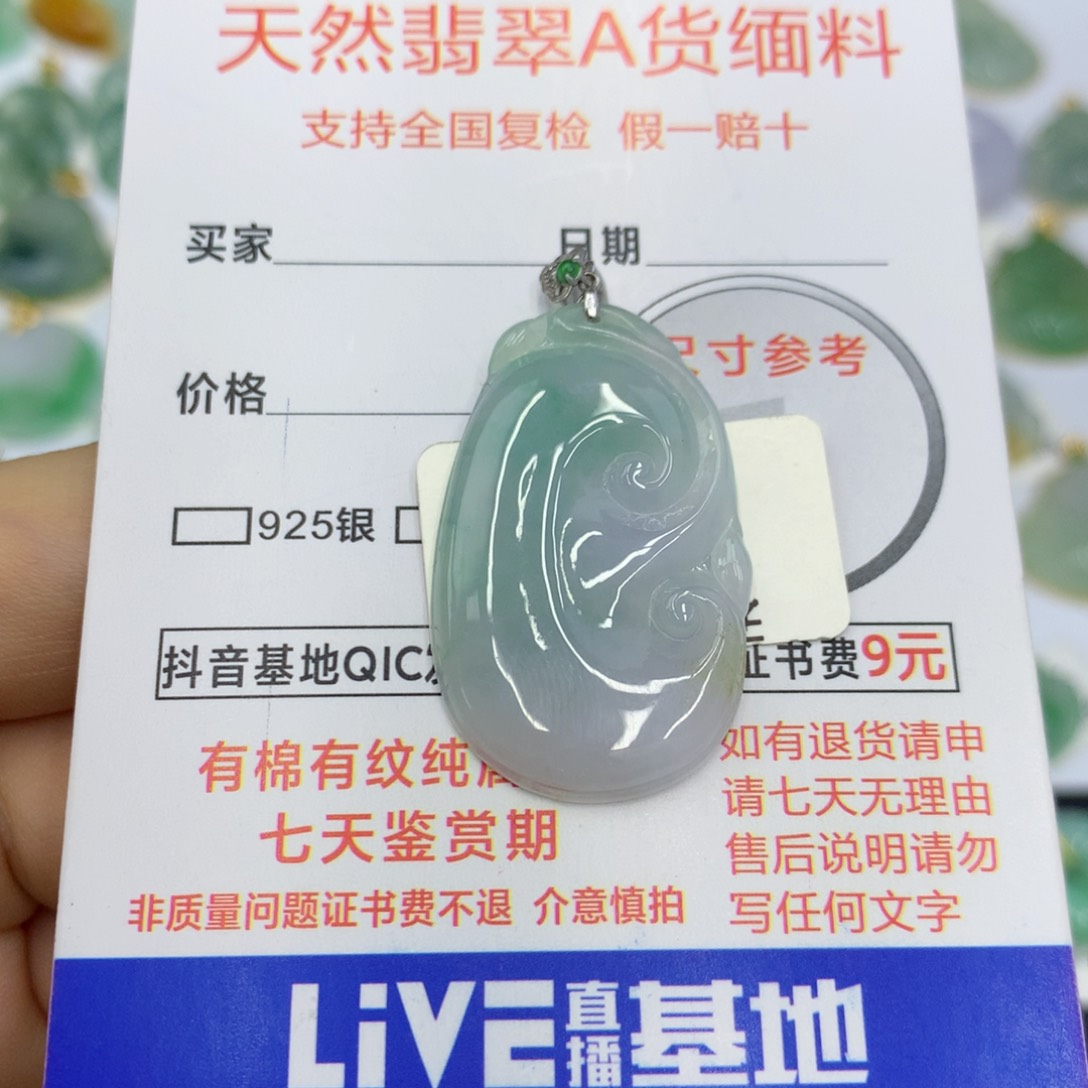 天然翡翠A货缅料
支持全国复检 假一赔十
买家 日期
尺寸参考
价格
925银
抖音基地QIC 证书费9元
有棉有纹纯
七天鉴赏期
非质量问题证书费不退 介意慎拍
如有退货请申
请七天无理由
售后说明请勿
写任何文字
LiVE直播基地